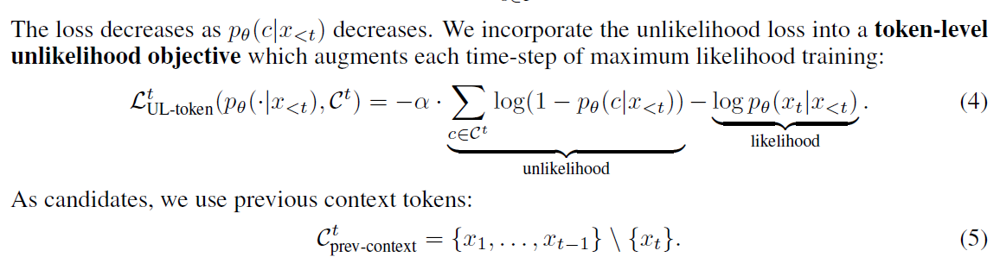 The loss decreases as $p_\theta(c|x_{<t})$ decreases. We incorporate the unlikelihood loss into a token-level
unlikelihood objective which augments each time-step of maximum likelihood training:
$\mathcal{L}^t_{\text{UL-token}}(p_\theta(\cdot|x_{<t}), \mathcal{C}^t) = -\alpha \cdot \underbrace{\sum_{c \in \mathcal{C}^t} \log(1 - p_\theta(c|x_{<t}))}_{\text{unlikelihood}} - \underbrace{\log p_\theta(x_t|x_{<t})}_{\text{likelihood}}. \quad (4)$
As candidates, we use previous context tokens:
$\mathcal{C}^t_{\text{prev-context}} = \{x_1, \ldots, x_{t-1}\} \setminus \{x_t\}. \quad (5)$